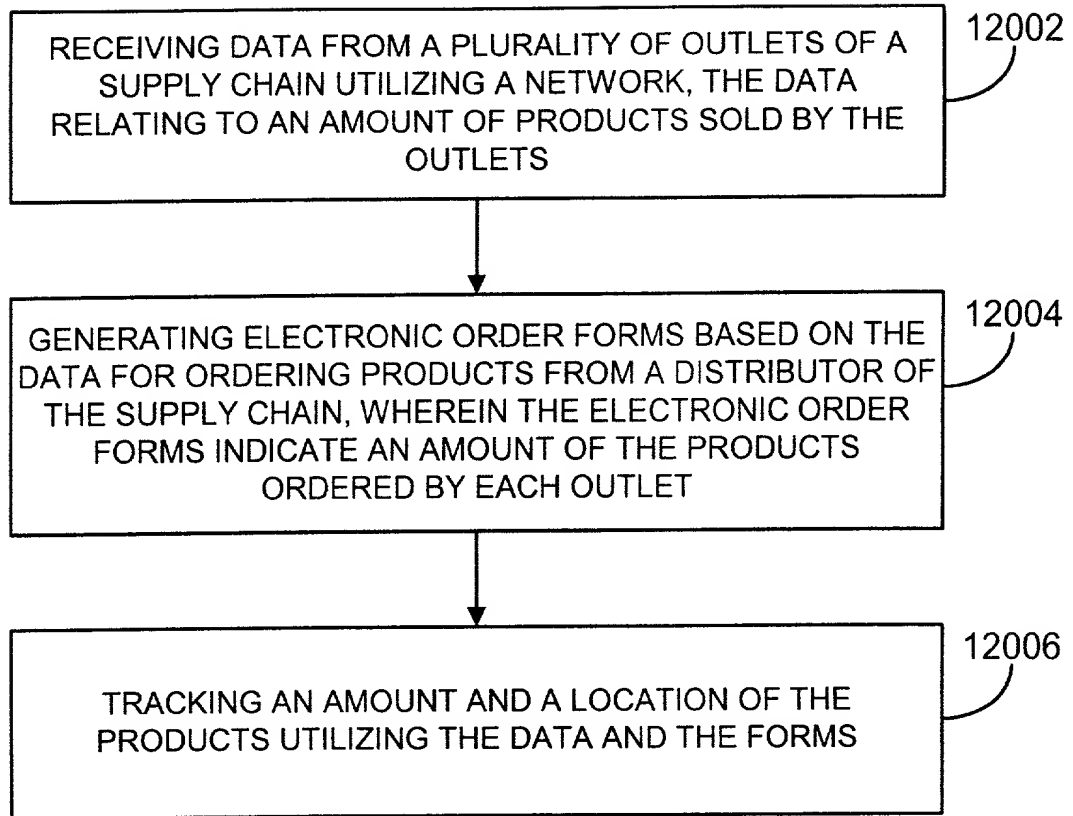 12002
RECEIVING DATA FROM A PLURALITY OF OUTLETS OF A
SUPPLY CHAIN UTILIZING A NETWORK, THE DATA
RELATING TO AN AMOUNT OF PRODUCTS SOLD BY THE
OUTLETS
12004
GENERATING ELECTRONIC ORDER FORMS BASED ON THE
DATA FOR ORDERING PRODUCTS FROM A DISTRIBUTOR OF
THE SUPPLY CHAIN, WHEREIN THE ELECTRONIC ORDER
FORMS INDICATE AN AMOUNT OF THE PRODUCTS
ORDERED BY EACH OUTLET
12006
TRACKING AN AMOUNT AND A LOCATION OF THE
PRODUCTS UTILIZING THE DATA AND THE FORMS